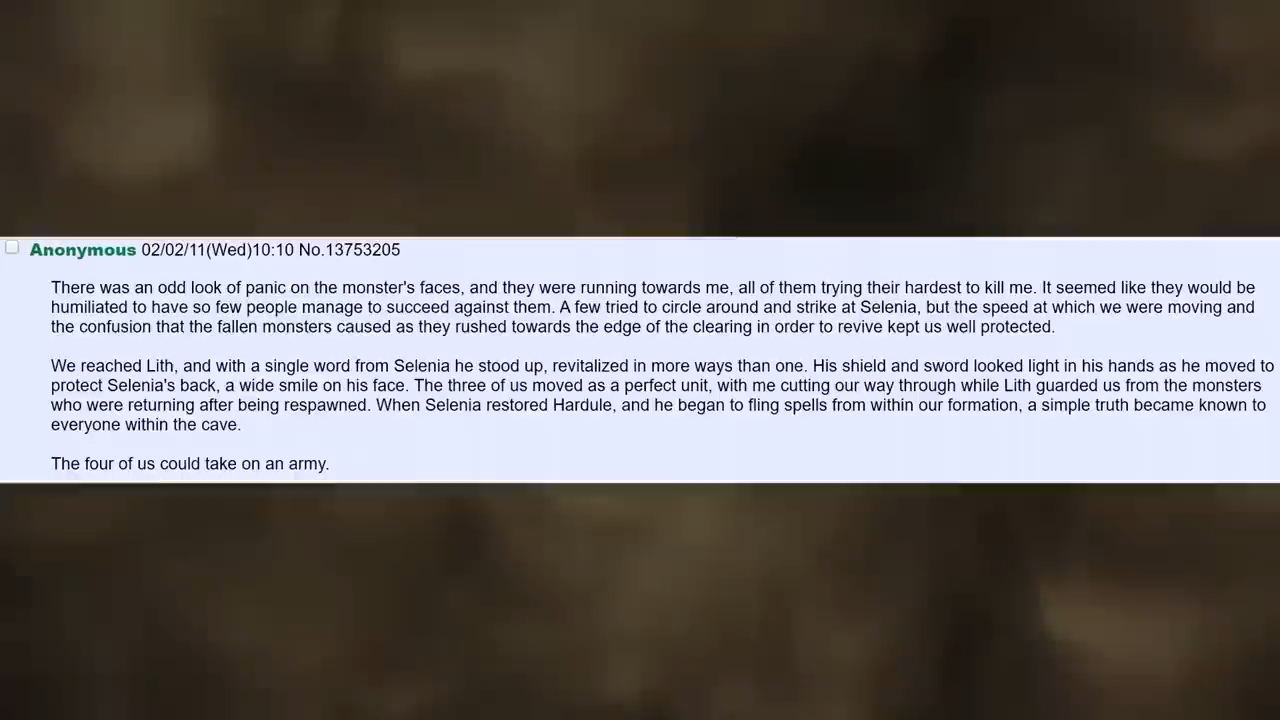 Anonymous 02/02/11(Wed)10:10 No.13753205
There was an odd look of panic on the monster's faces, and they were running towards me, all of them trying their hardest to kill me. It seemed like they would be
humiliated to have so few people manage to succeed against them. A few tried to circle around and strike at Selenia, but the speed at which we were moving and
the confusion that the fallen monsters caused as they rushed towards the edge of the clearing in order to revive kept us well protected.
We reached Lith, and with a single word from Selenia he stood up, revitalized in more ways than one. His shield and sword looked light in his hands as he moved to
protect Selenia's back, a wide smile on his face. The three of us moved as a perfect unit, with me cutting our way through while Lith guarded us from the monsters
who were returning after being respawned. When Selenia restored Hardule, and he began to fling spells from within our formation, a simple truth became known to
everyone within the cave.
The four of us could take on an army.